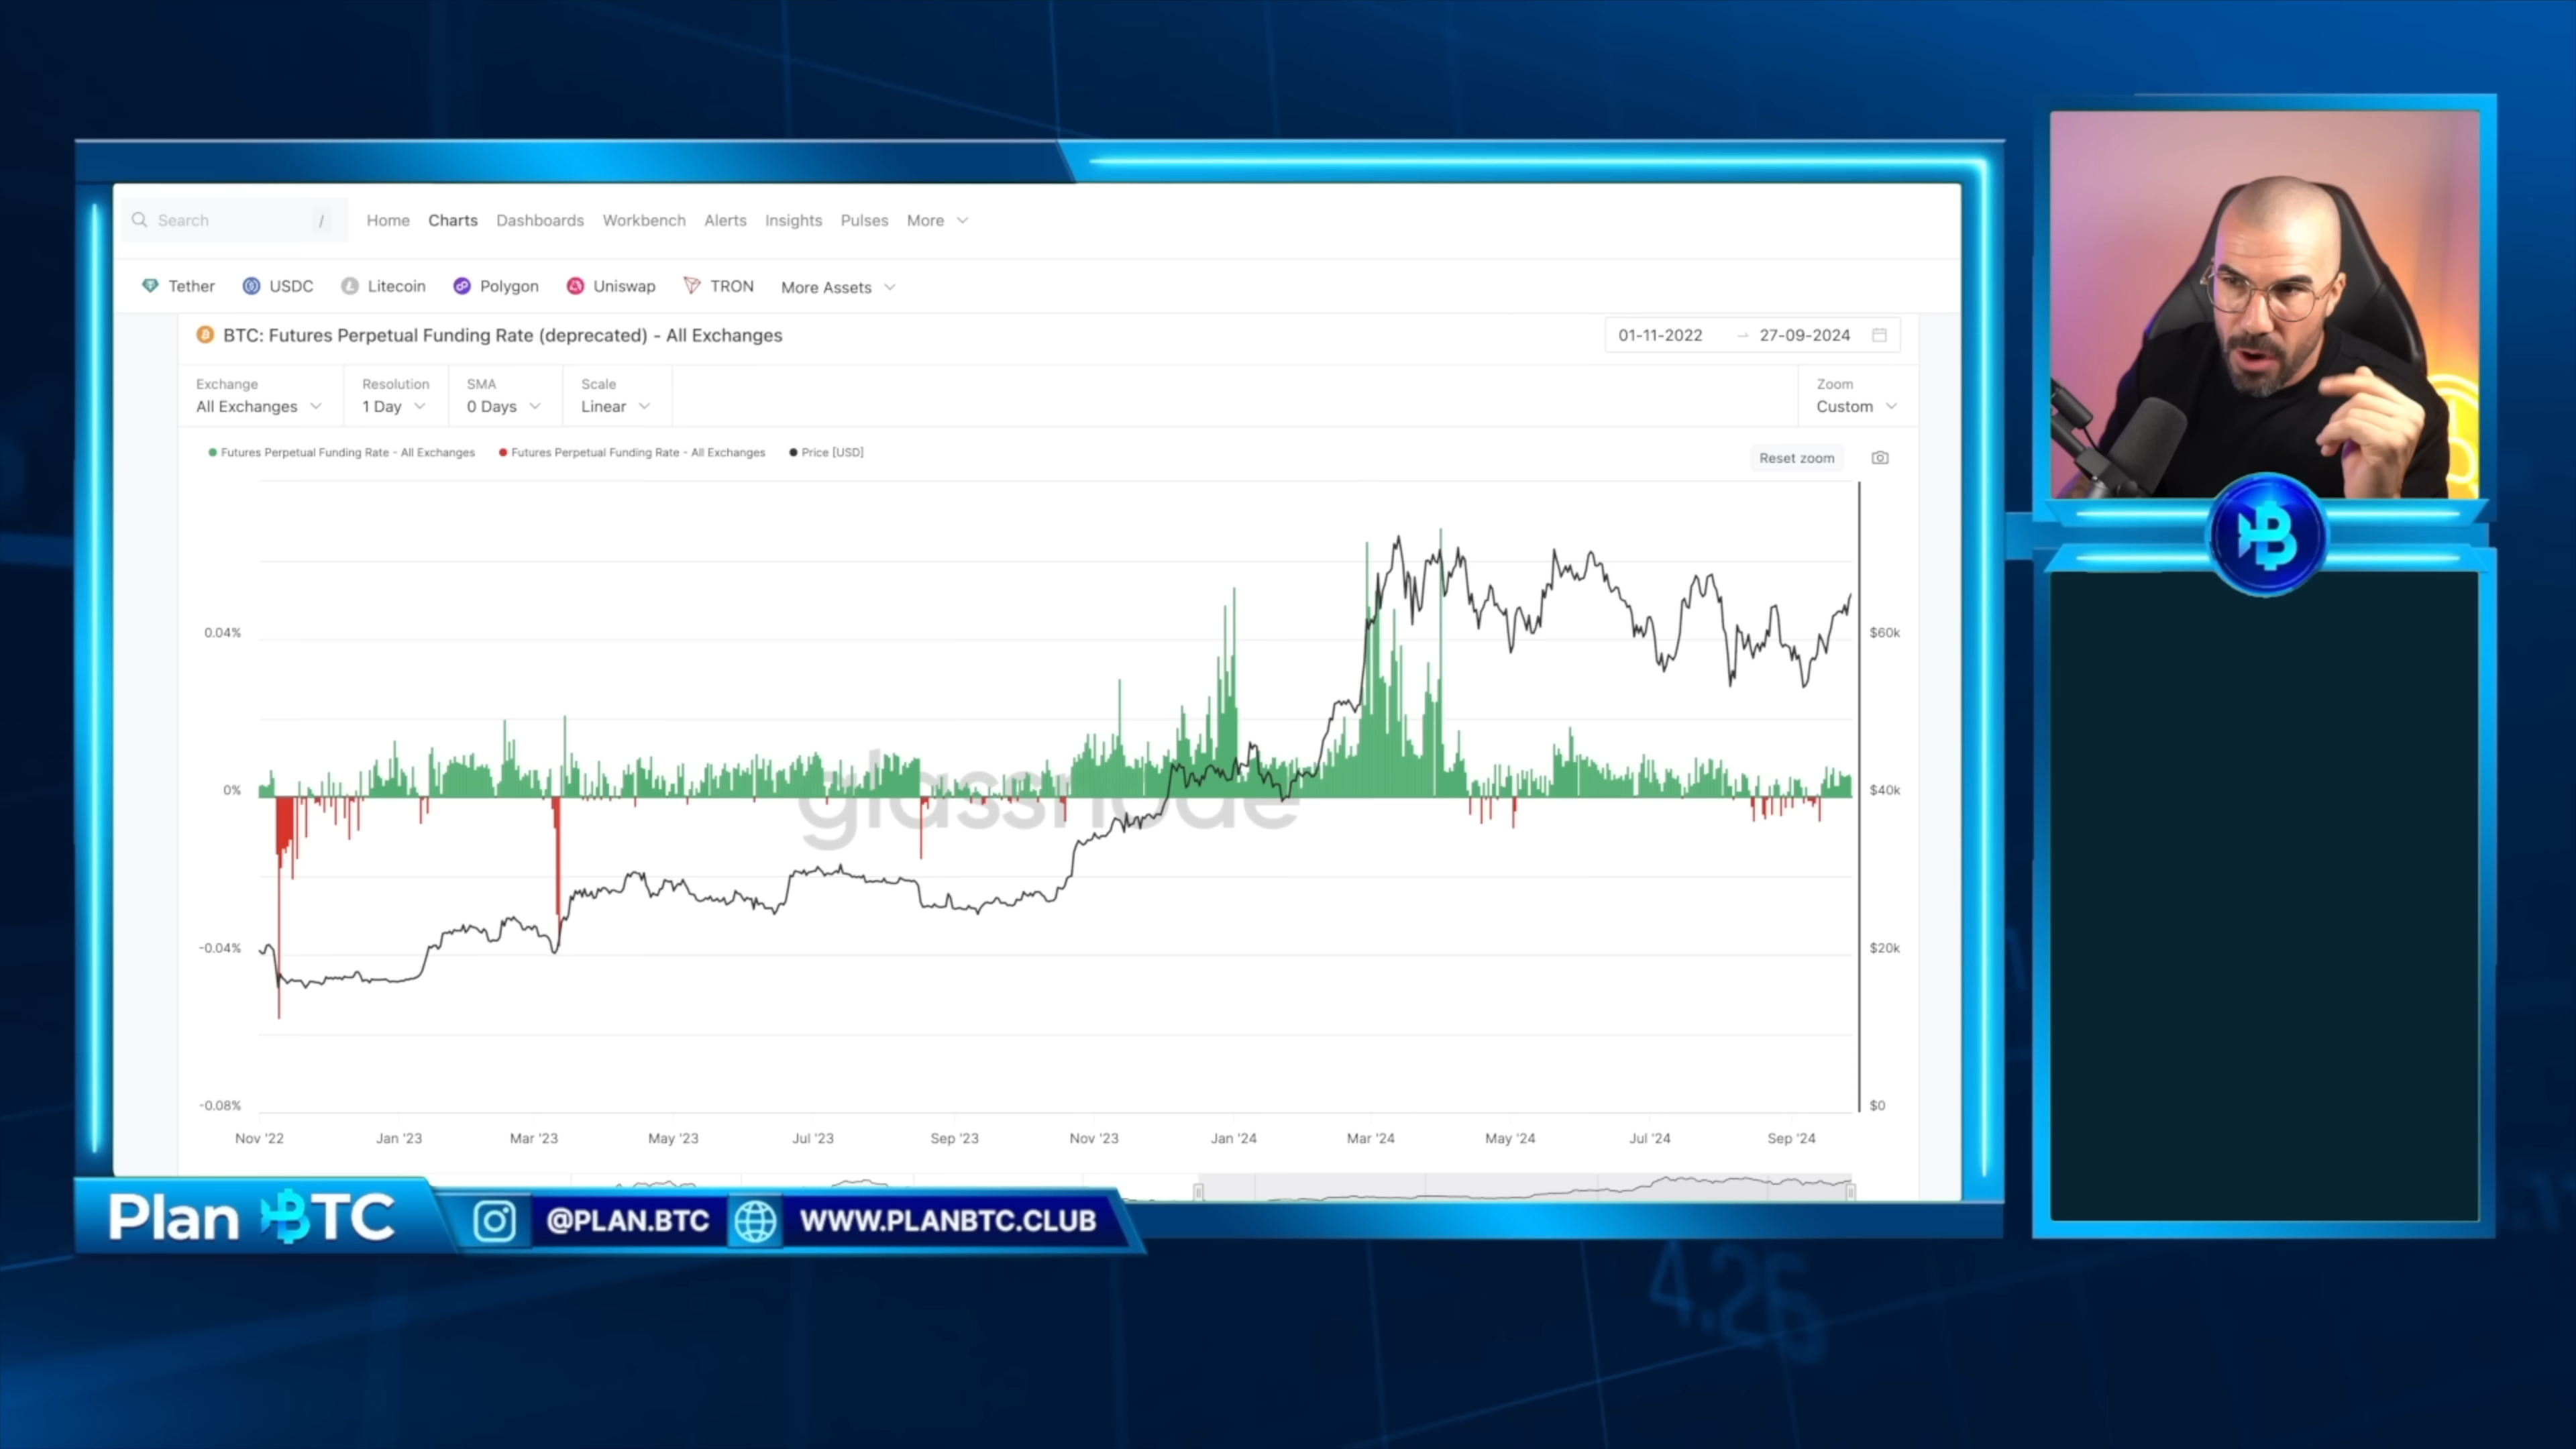 Search /
Home Charts Dashboards Workbench Alerts Insights Pulses More
Tether USDC Litecoin Polygon Uniswap TRON More Assets
BTC: Futures Perpetual Funding Rate (deprecated) - All Exchanges
01-11-2022 → 27-09-2024
Exchange Resolution SMA Scale Zoom
All Exchanges 1 Day 0 Days Linear Custom
Futures Perpetual Funding Rate - All Exchanges Futures Perpetual Funding Rate - All Exchanges Price [USD]
Reset zoom
0.04% $60k
0% $40k
glassnode
-0.04% $20k
-0.08% $0
Nov '22 Jan '23 Mar '23 May '23 Jul '23 Sep '23 Nov '23 Jan '24 Mar '24 May '24 Jul '24 Sep '24
Plan BTC @PLAN.BTC WWW.PLANBTC.CLUB
4.26